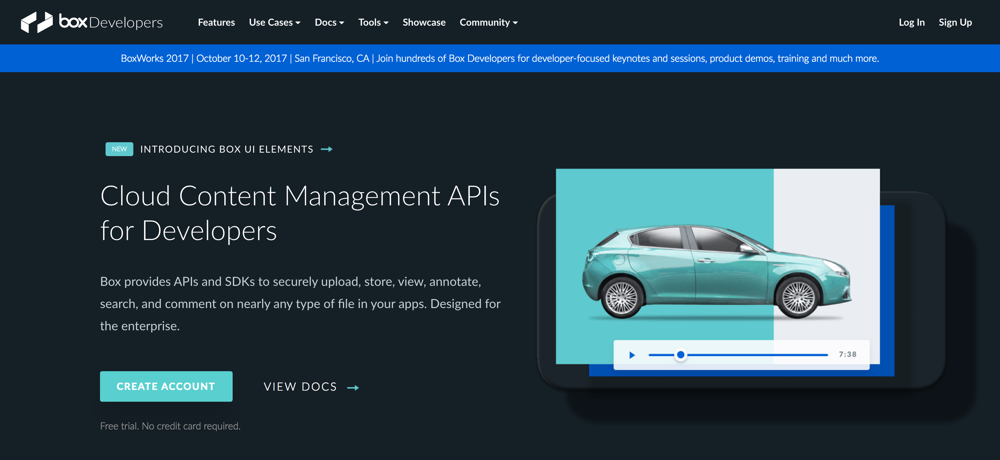 box Developers
Features Use Cases Docs Tools Showcase Community Log In Sign Up
BoxWorks 2017 | October 10-12, 2017 | San Francisco, CA | Join hundreds of Box Developers for developer-focused keynotes and sessions, product demos, training and much more.
NEW INTRODUCING BOX UI ELEMENTS
Cloud Content Management APIs
for Developers
Box provides APIs and SDKs to securely upload, store, view, annotate,
search, and comment on nearly any type of file in your apps. Designed for
the enterprise.
CREATE ACCOUNT VIEW DOCS
Free trial. No credit card required.
7:38